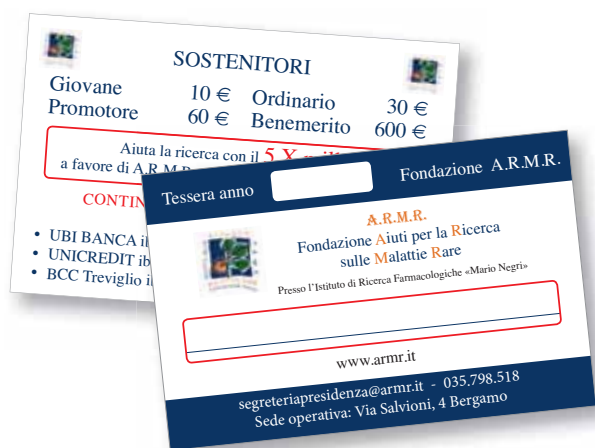 SOSTENITORI
Giovane 10 € Ordinario 30 €
Promotore 60 € Benemerito 600 €
Aiuta la ricerca con il 5 X
a favore di A.R.M.R.
CONTIN
• UBI BANCA ib
• UNICREDIT ib
• BCC Treviglio i
Tessera anno Fondazione A.R.M.R.
A.R.M.R.
Fondazione Aiuti per la Ricerca
sulle Malattie Rare
Presso l'Istituto di Ricerca Farmacologiche «Mario Negri»
www.armr.it
segreteriapresidenza@armr.it - 035.798.518
Sede operativa: Via Salvioni, 4 Bergamo